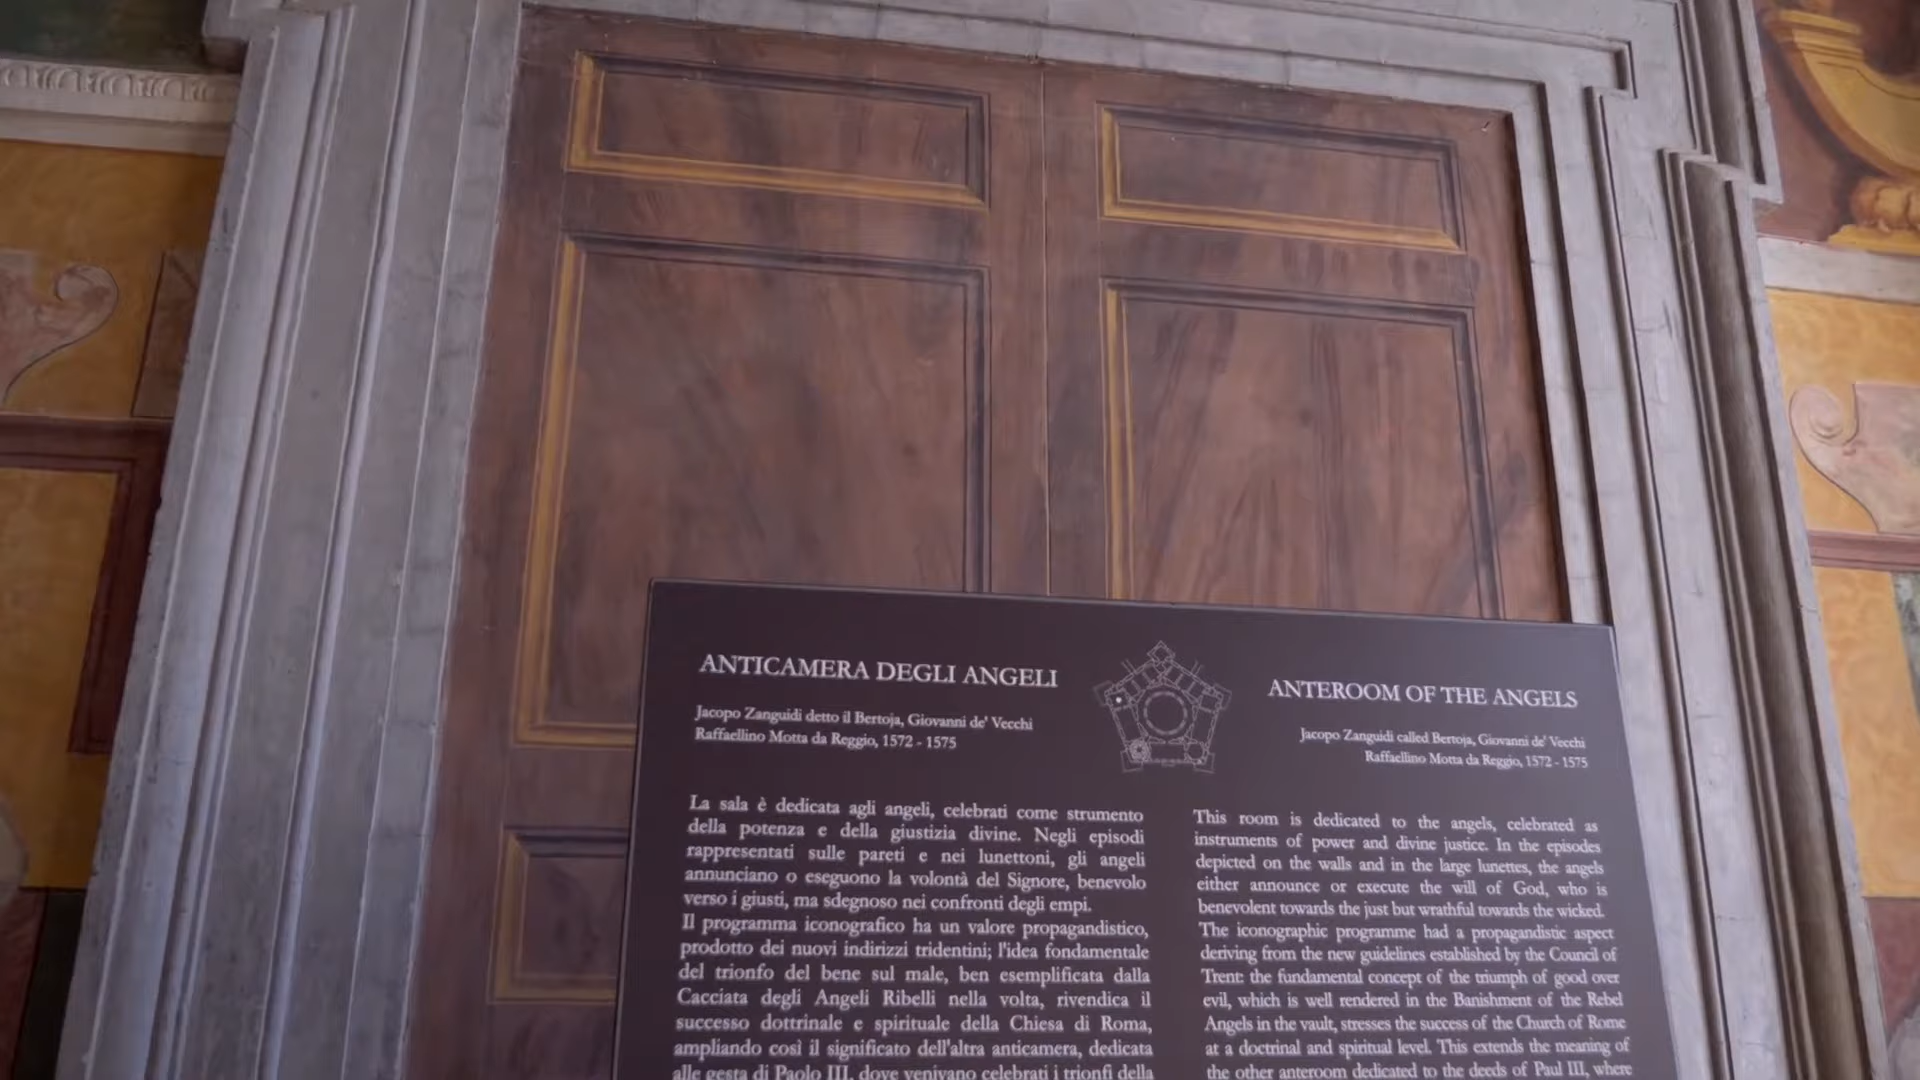 ANTICAMERA DEGLI ANGELI
Jacopo Zanguidi detto il Bertoja, Giovanni de' Vecchi
Raffaellino Motta da Reggio, 1572 - 1575
La sala è dedicata agli angeli, celebrati come strumento
della potenza e della giustizia divine. Negli episodi
rappresentati sulle pareti e nei lunettoni, gli angeli
annunciano o eseguono la volontà del Signore, benevolo
verso i giusti, ma sdegnoso nei confronti degli empi.
Il programma iconografico ha un valore propagandistico,
prodotto dei nuovi indirizzi tridentini; l'idea fondamentale
del trionfo del bene sul male, ben esemplificata dalla
Cacciata degli Angeli Ribelli nella volta, rivendica il
successo dottrinale e spirituale della Chiesa di Roma,
ampliando così il significato dell'altra anticamera, dedicata
alle gesta di Paolo III, dove venivano celebrati i trionfi della
ANTEROOM OF THE ANGELS
Jacopo Zanguidi called Bertoja, Giovanni de' Vecchi
Raffaellino Motta da Reggio, 1572 - 1575
This room is dedicated to the angels, celebrated as
instruments of power and divine justice. In the episodes
depicted on the walls and in the large lunettes, the angels
either announce or execute the will of God, who is
benevolent towards the just but wrathful towards the wicked.
The iconographic programme had a propagandistic aspect
deriving from the new guidelines established by the Council of
Trent: the fundamental concept of the triumph of good over
evil, which is well rendered in the Banishment of the Rebel
Angels in the vault, stresses the success of the Church of Rome
at a doctrinal and spiritual level. This extends the meaning of
the other anteroom dedicated to the deeds of Paul III, where